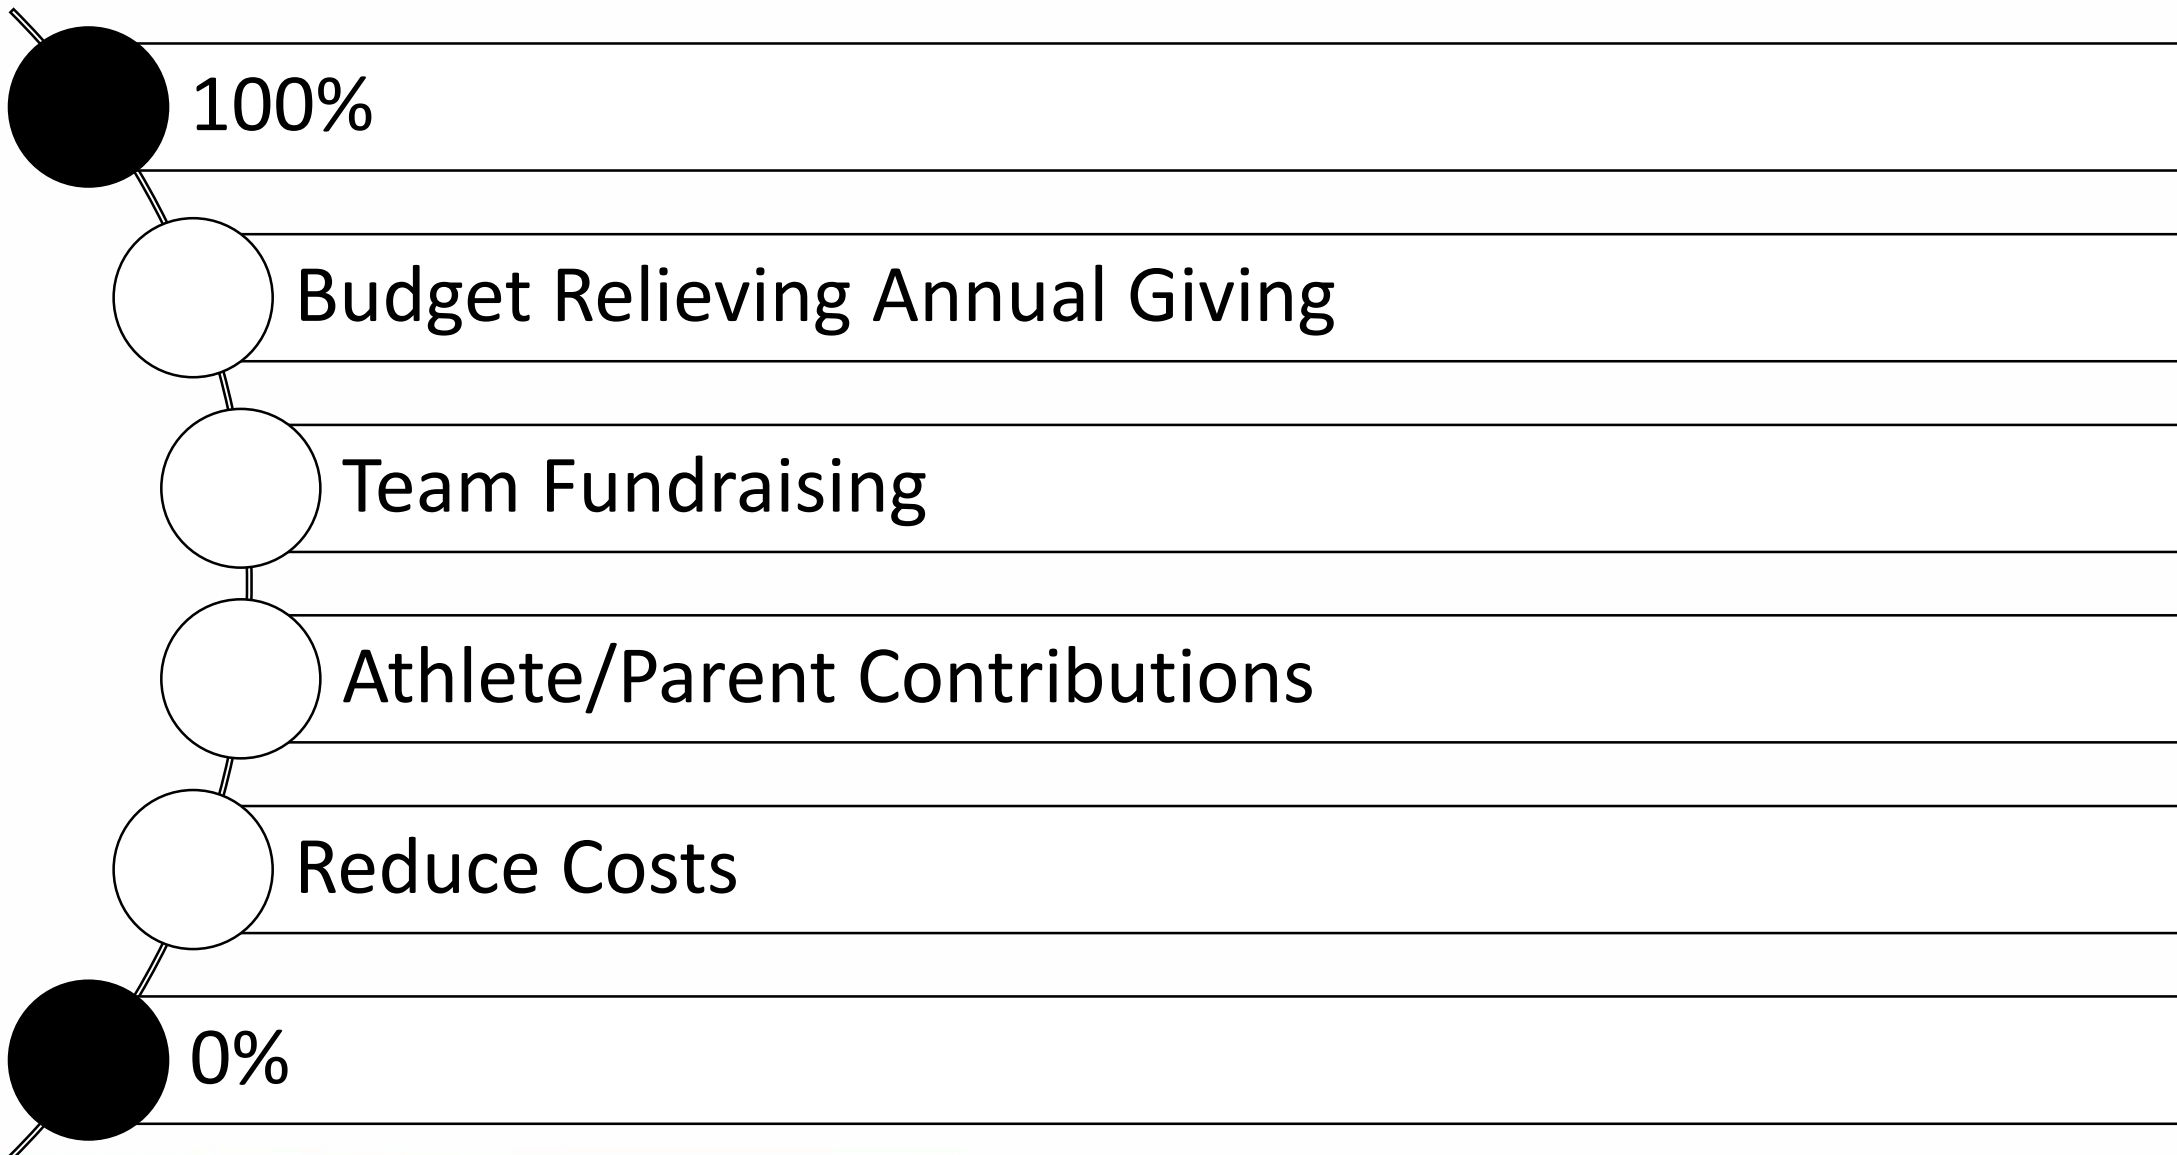 100%
Budget Relieving Annual Giving
Team Fundraising
Athlete/Parent Contributions
Reduce Costs
0%